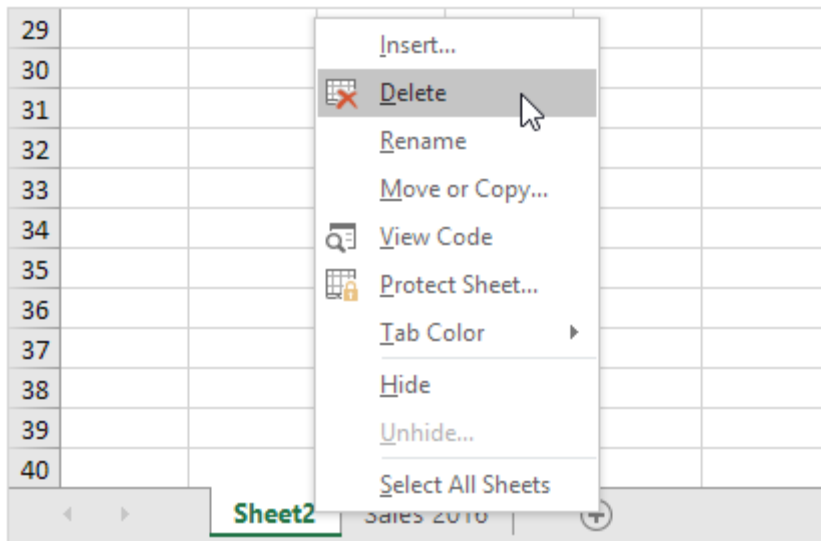 29
30
31
32
33
34
35
36
37
38
39
40
Insert...
Delete
Rename
Move or Copy...
View Code
Protect Sheet...
Tab Color
Hide
Unhide...
Select All Sheets
Sheet2 Sales 2016